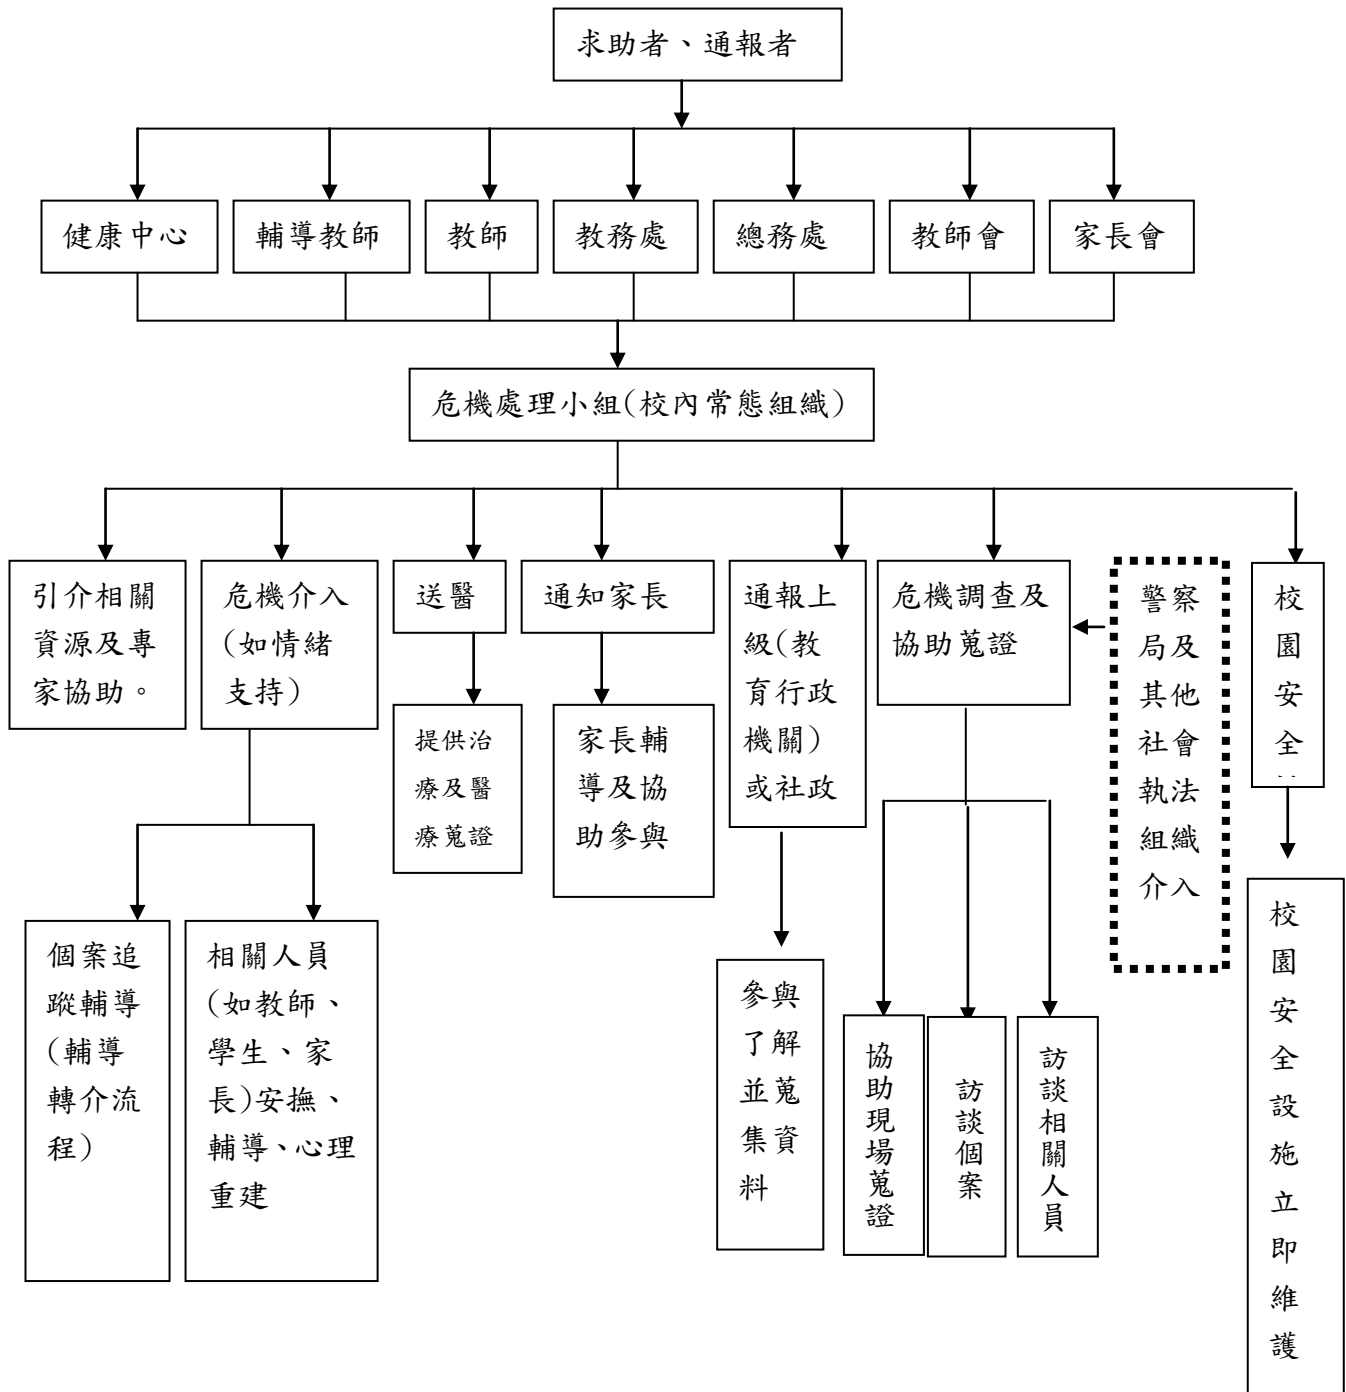 求助者、通報者
健康中心
輔導教師
教師
教務處
總務處
教師會
家長會
危機處理小組(校內常態組織)
引介相關
資源及專
家協助。
危機介入
(如情緒
支持)
送醫
通知家長
通報上
級(教
育行政
機關)
或社政
危機調查及
協助蒐證
警察
局及
其他
社會
執法
組織
介入
校
園
安
全
提供治
療及醫
療蒐證
家長輔
導及協
助參與
個案追
蹤輔導
(輔導
轉介流
程)
相關人員
(如教師、
學生、家
長)安撫、
輔導、心理
重建
參與
了解
並蒐
集資
料
協助現場蒐證
訪談個案
訪談相關人員
校
園
安
全
設
施
立
即
維
護